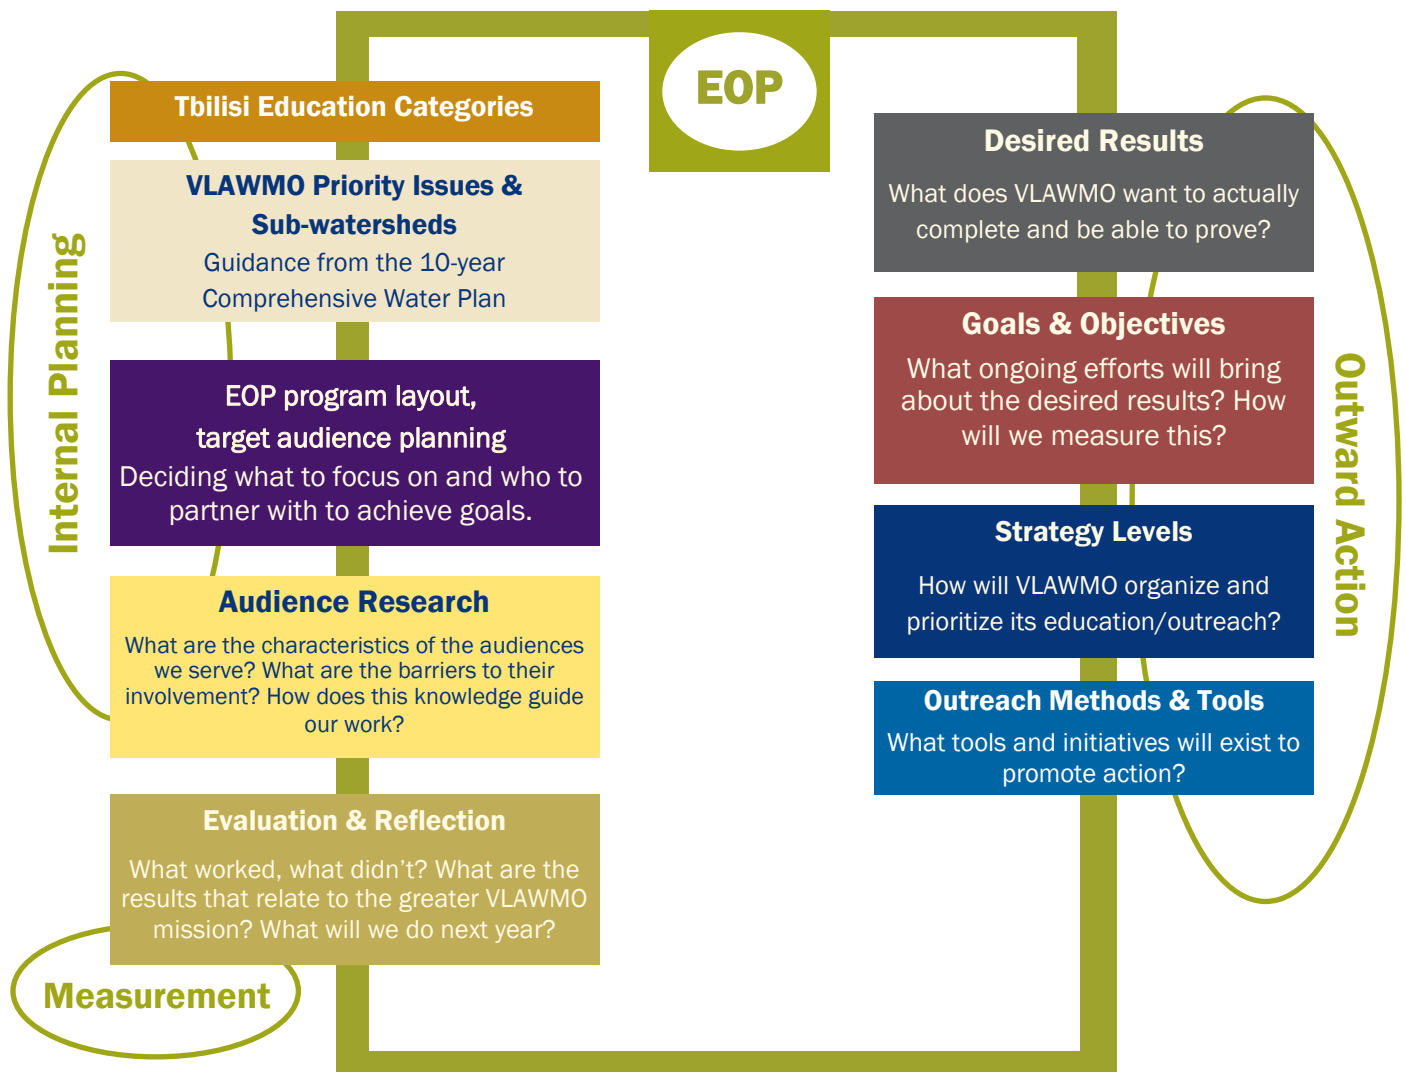 EOP
Internal Planning
Tbilisi Education Categories
VLAWMO Priority Issues &
Sub-watersheds
Guidance from the 10-year
Comprehensive Water Plan
EOP program layout,
target audience planning
Deciding what to focus on and who to
partner with to achieve goals.
Audience Research
What are the characteristics of the audiences
we serve? What are the barriers to their
involvement? How does this knowledge guide
our work?
Evaluation & Reflection
What worked, what didn’t? What are the
results that relate to the greater VLAWMO
mission? What will we do next year?
Measurement
Desired Results
What does VLAWMO want to actually
complete and be able to prove?
Goals & Objectives
What ongoing efforts will bring
about the desired results? How
will we measure this?
Strategy Levels
How will VLAWMO organize and
prioritize its education/outreach?
Outreach Methods & Tools
What tools and initiatives will exist to
promote action?
Outward Action